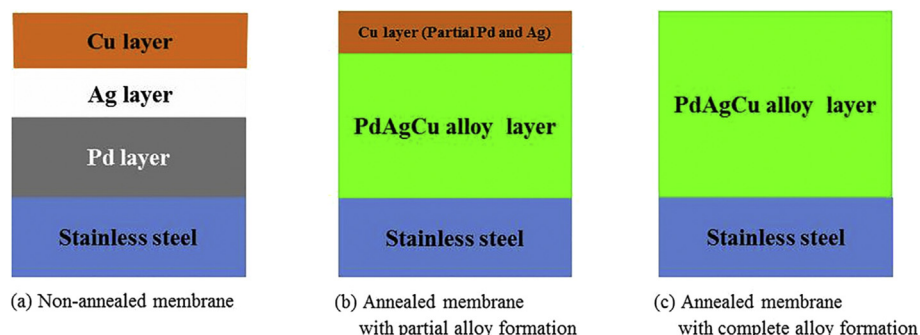 Cu layer
Ag layer
Pd layer
Stainless steel
(a) Non-annealed membrane
Cu layer (Partial Pd and Ag)
PdAgCu alloy layer
Stainless steel
(b) Annealed membrane
with partial alloy formation
PdAgCu alloy layer
Stainless steel
(c) Annealed membrane
with complete alloy formation